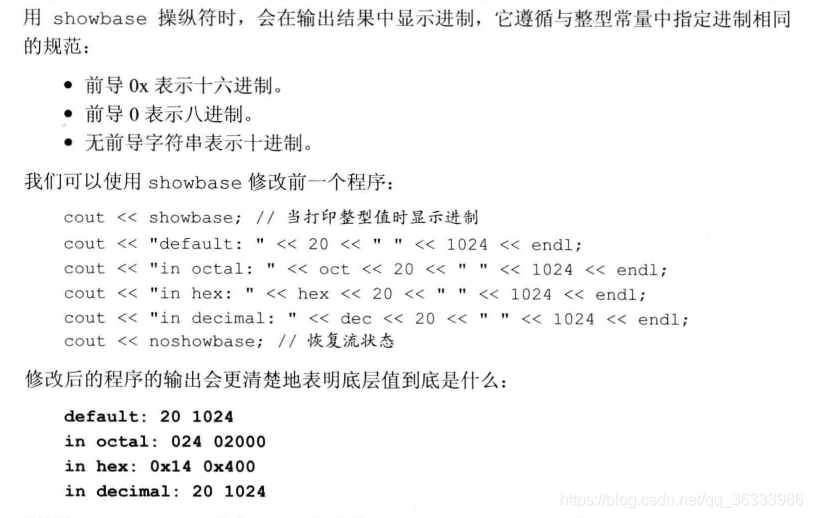 用 showbase 操纵符时，会在输出结果中显示进制，它遵循与整型常量中指定进制相同
的规范：
• 前导 0x 表示十六进制。
• 前导 0 表示八进制。
• 无前导字符串表示十进制。
我们可以使用 showbase 修改前一个程序：
cout << showbase; // 当打印整型值时显示进制
cout << "default: " << 20 << " " << 1024 << endl;
cout << "in octal: " << oct << 20 << " " << 1024 << endl;
cout << "in hex: " << hex << 20 << " " << 1024 << endl;
cout << "in decimal: " << dec << 20 << " " << 1024 << endl;
cout << noshowbase; // 恢复流状态
修改后的程序的输出会更清楚地表明底层值到底是什么：
default: 20 1024
in octal: 024 02000
in hex: 0x14 0x400
in decimal: 20 1024
https://blog.csdn.net/qq_36333986